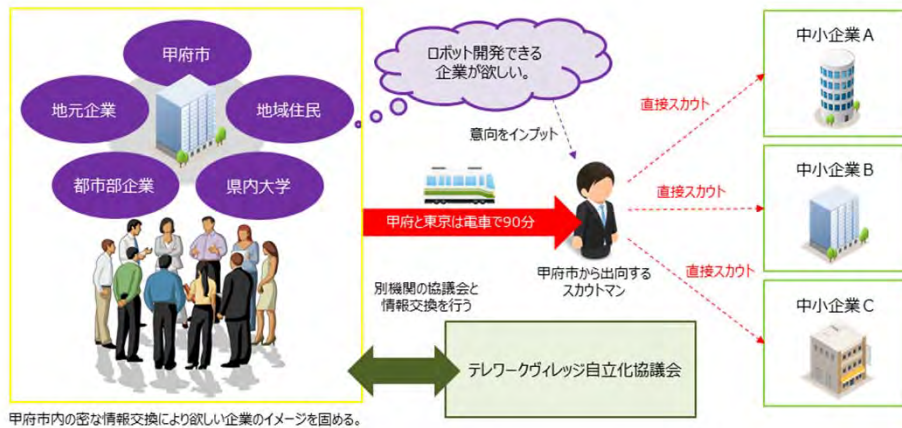 甲府市
地元企業
地域住民
都市部企業
県内大学
ロボット開発できる
企業が欲しい。
意向をインプット
甲府と東京は電車で90分
甲府市から出向する
スカウトマン
直接スカウト
直接スカウト
直接スカウト
中小企業A
中小企業B
中小企業C
別機関の協議会と
情報交換を行う
テレワークヴィレッジ自立化協議会
甲府市内の密な情報交換により欲しい企業のイメージを固める。